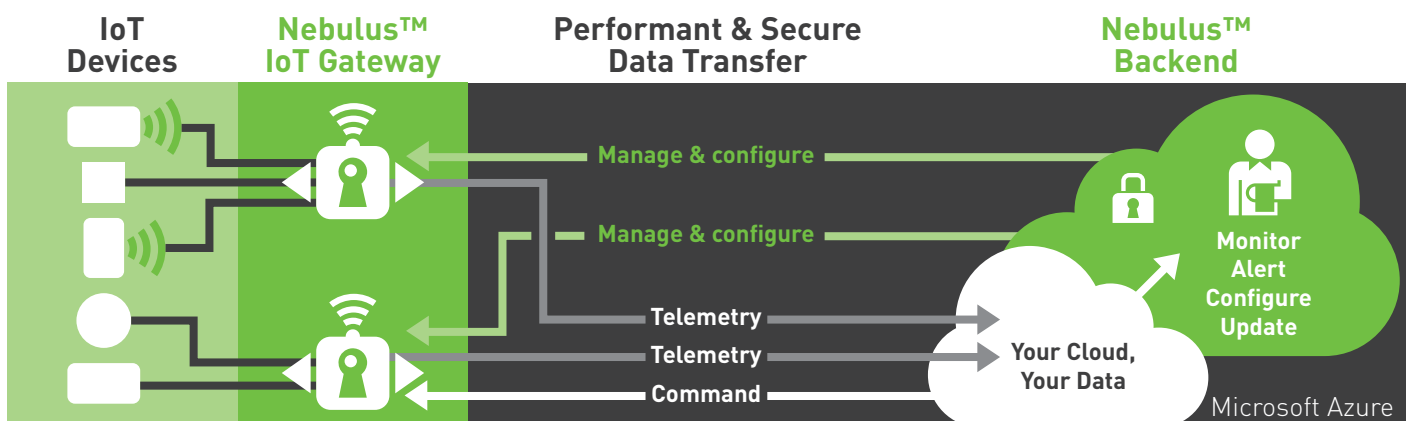 IoT
Devices
Nebulus™
IoT Gateway
Performant & Secure
Data Transfer
Nebulus™
Backend
Manage & configure
Manage & configure
Monitor
Alert
Configure
Update
Telemetry
Telemetry
Command
Your Cloud,
Your Data
Microsoft Azure